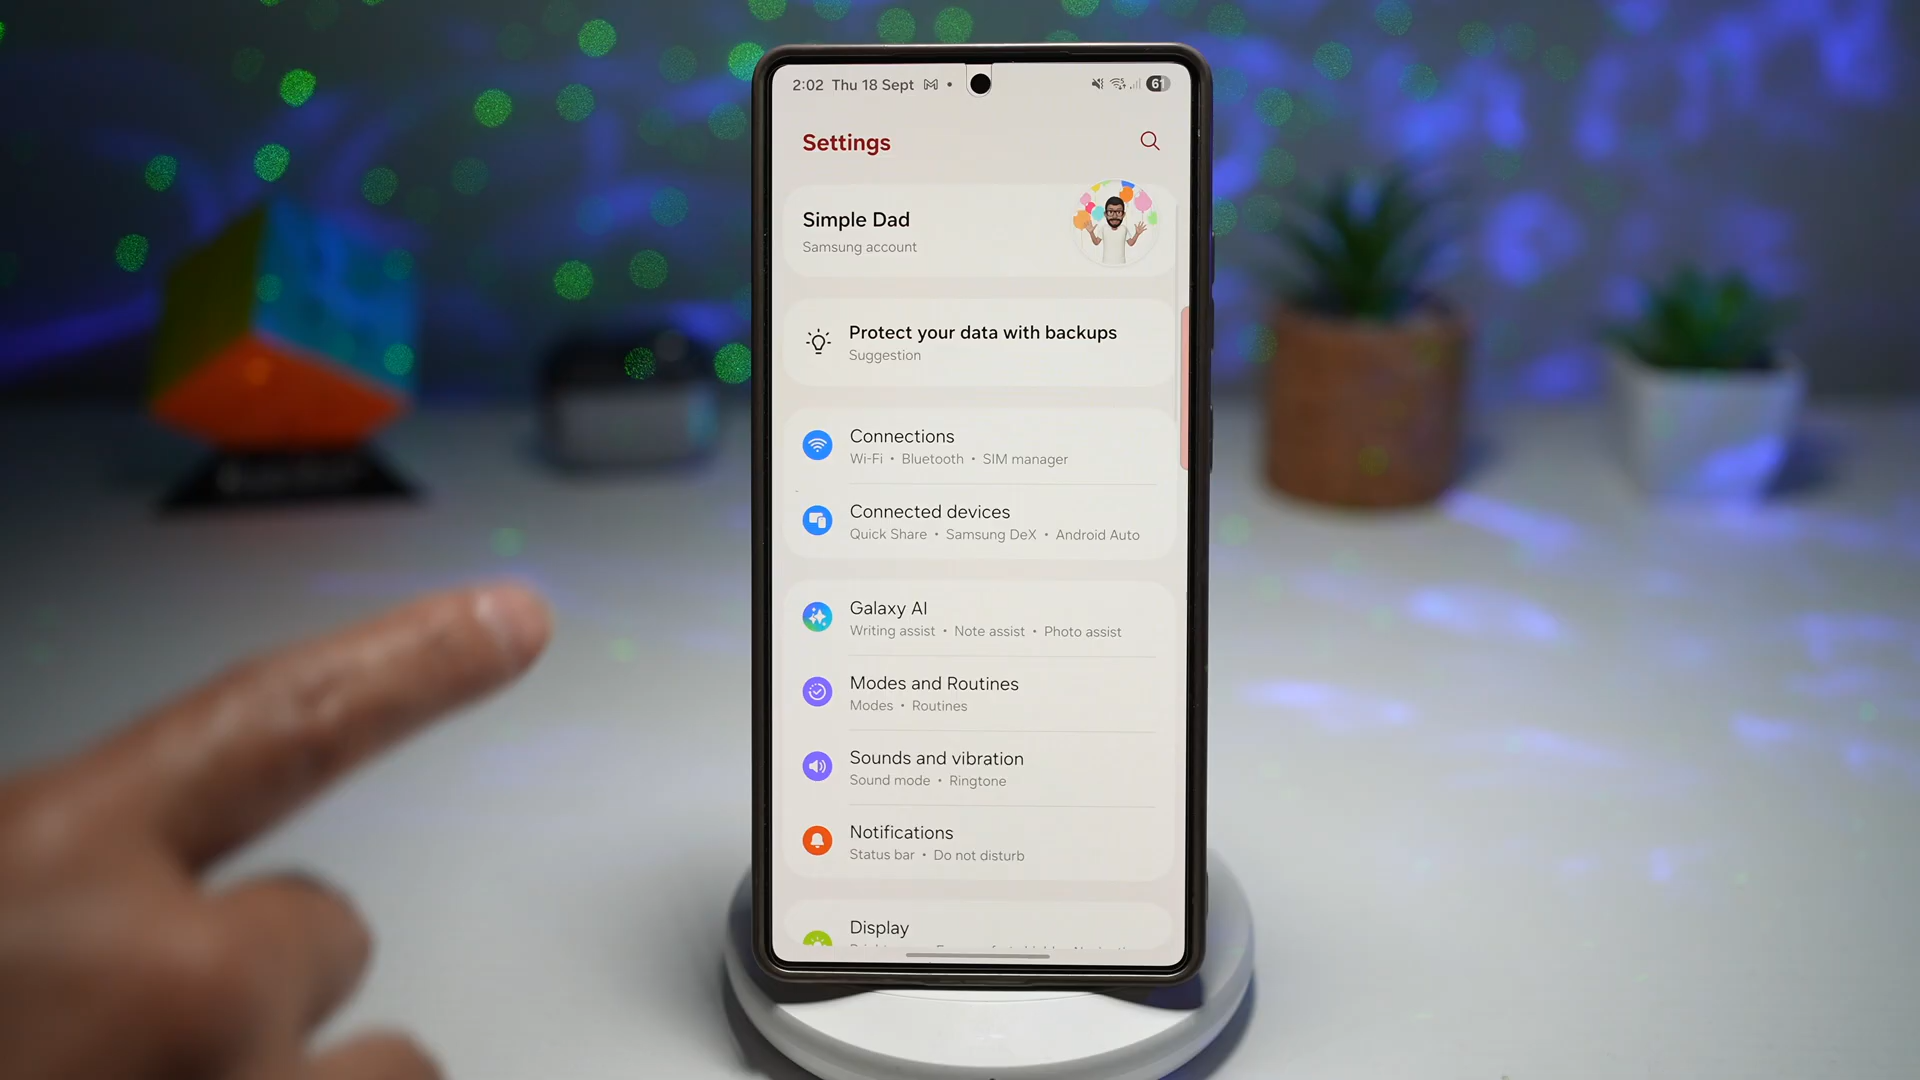 2:02 Thu 18 Sept
61
Settings
Simple Dad
Samsung account
Protect your data with backups
Suggestion
Connections
Wi-Fi • Bluetooth • SIM manager
Connected devices
Quick Share • Samsung DeX • Android Auto
Galaxy AI
Writing assist • Note assist • Photo assist
Modes and Routines
Modes • Routines
Sounds and vibration
Sound mode • Ringtone
Notifications
Status bar • Do not disturb
Display